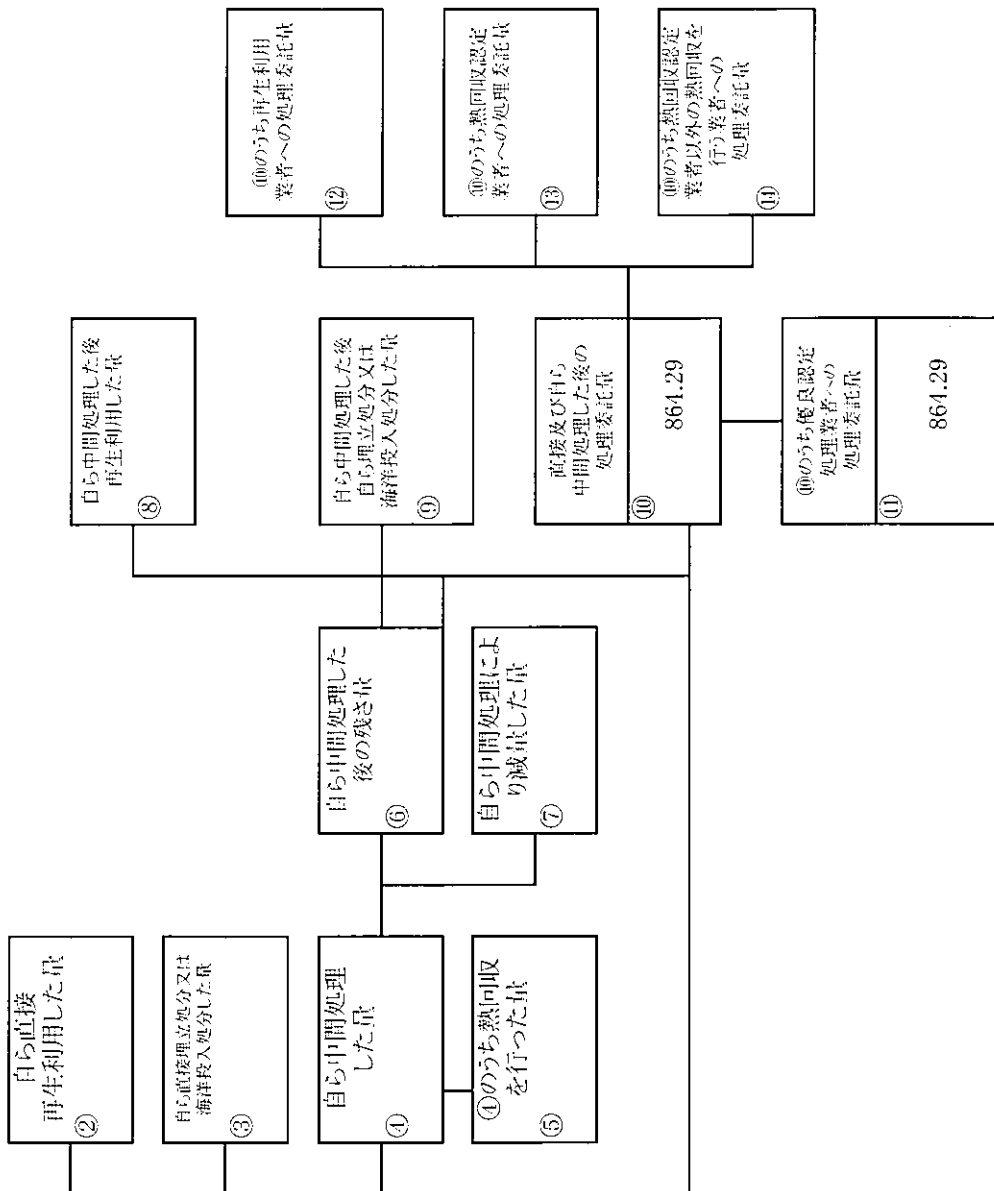 ②
自ら直接
再生利用した量
③
自ら直接埋立処分又は
海洋投入処分した量
④
自ら中間処理
した量
⑤
④のうち熱回収
を行った量
⑥
自ら中間処理した
後の残さ量
⑦
自ら中間処理によ
り減量した量
⑧
自ら中間処理した後
再生利用した量
⑨
自ら中間処理した後
自ら埋立処分又は
海洋投入処分した量
直接及び自ら
中間処理した後の
処理委託量
⑩
864.29
⑩のうち優良認定
処理業者への
処理委託量
⑪
864.29
⑩のうち再生利用
業者への処理委託量
⑫
⑩のうち熱回収認定
業者への処理委託量
⑬
⑩のうち熱回収認定
業者以外の熱回収を
行う業者への
処理委託量
⑭